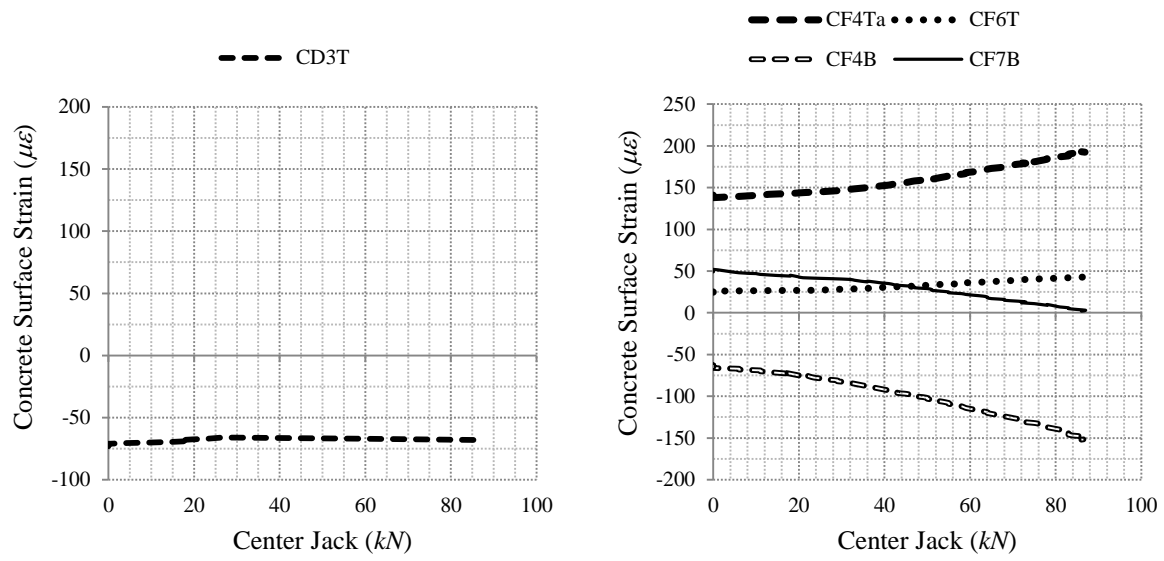 CD3T
Concrete Surface Strain (με)
200
150
100
50
0
-50
-100
0 20 40 60 80 100
Center Jack (kN)
CF4Ta CF6T
CF4B CF7B
Concrete Surface Strain (με)
250
200
150
100
50
0
-50
-100
-150
-200
0 20 40 60 80 100
Center Jack (kN)